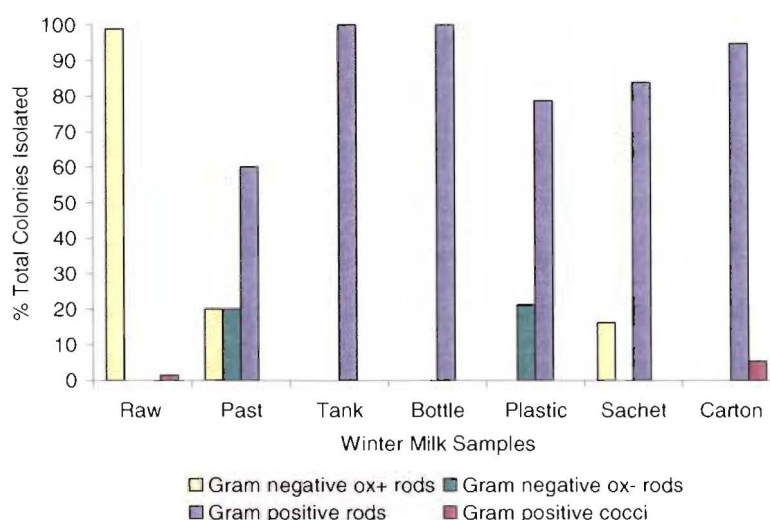 100
90
80
70
60
50
40
30
20
10
0
% Total Colonies Isolated
Raw Past Tank Bottle Plastic Sachet Carton
Winter Milk Samples
Gram negative ox+ rods Gram negative ox- rods
Gram positive rods Gram positive cocci